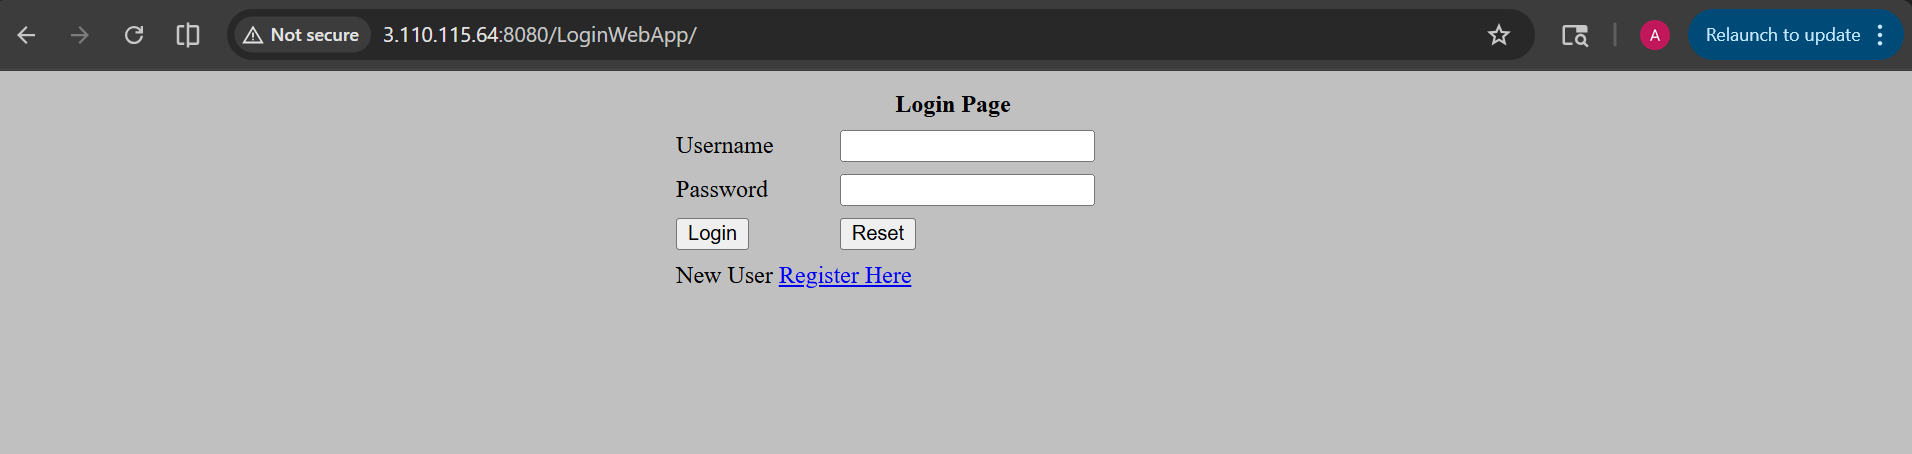 Not secure 3.110.115.64:8080/LoginWebApp/ A Relaunch to update
Login Page
Username
Password
Login Reset
New User Register Here